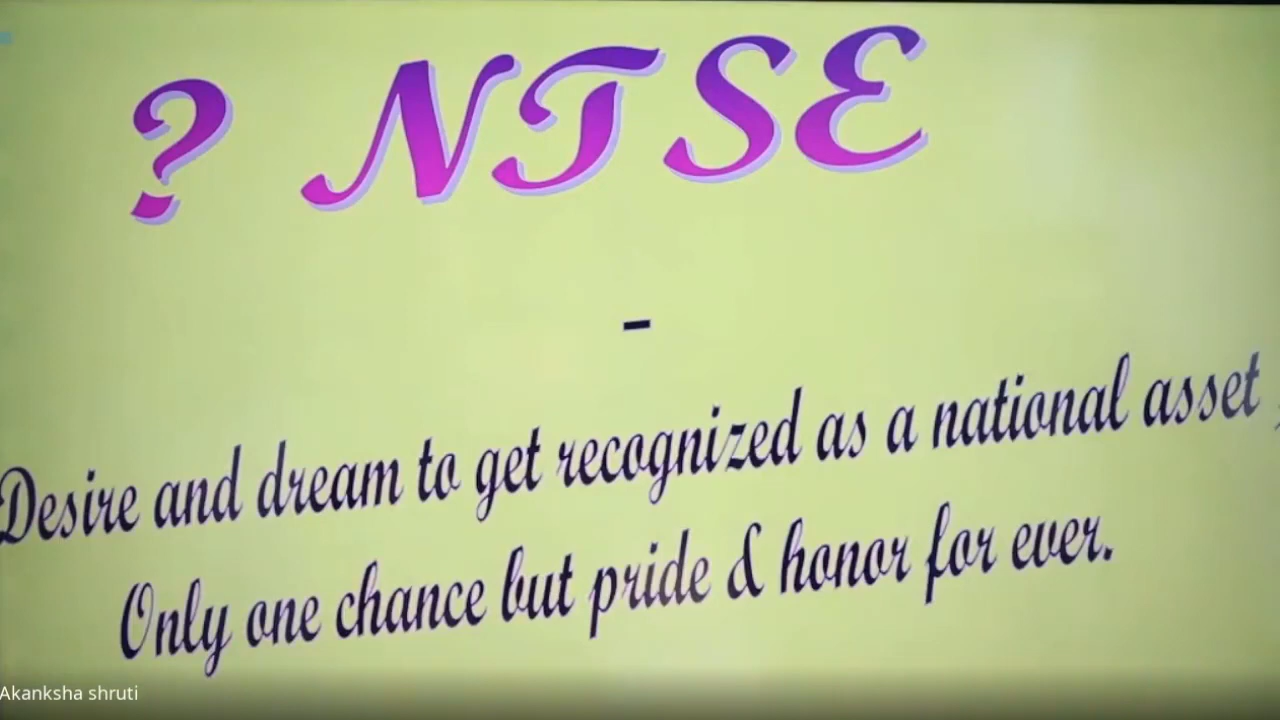 ? NTSE
-
Desire and dream to get recognized as a national asset ,
Only one chance but pride & honor for ever.
Akanksha shruti